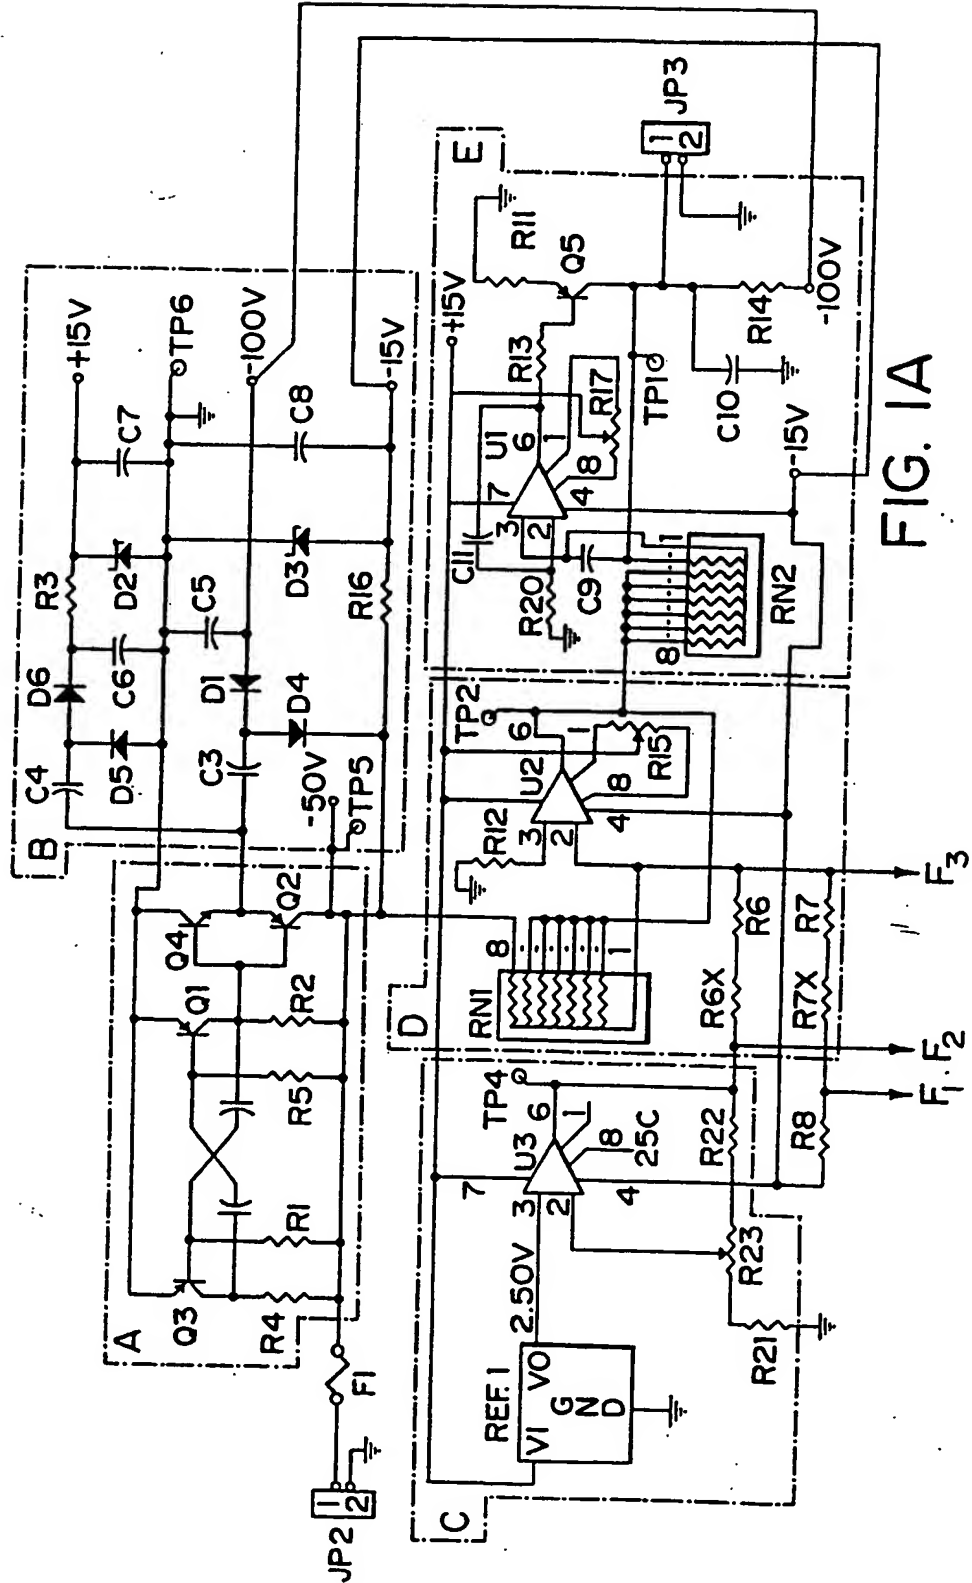 B
C4
D6
R3
+15V
D5
C6
D2
C7
TP6
C3
D1
C5
-100V
D4
D3
C8
-50V
TP5
R16
-15V
A
Q3
Q1
Q4
Q2
R4
R1
R5
R2
JP2
1
2
F1
C
REF.1
VI
VO
GND
2.50V
3
2
7
U3
6
TP4
1
8
25C
4
R23
R22
R21
R8
D
RN1
8
1
R12
3
2
U2
6
TP2
1
8
4
R15
R6X
R6
R7X
R7
F1
F2
F3
E
+15V
C11
R20
3
2
7
U1
6
1
8
4
R13
R17
Q5
R11
C9
8
1
RN2
TP1
C10
R14
-100V
-15V
JP3
1
2
FIG. 1A